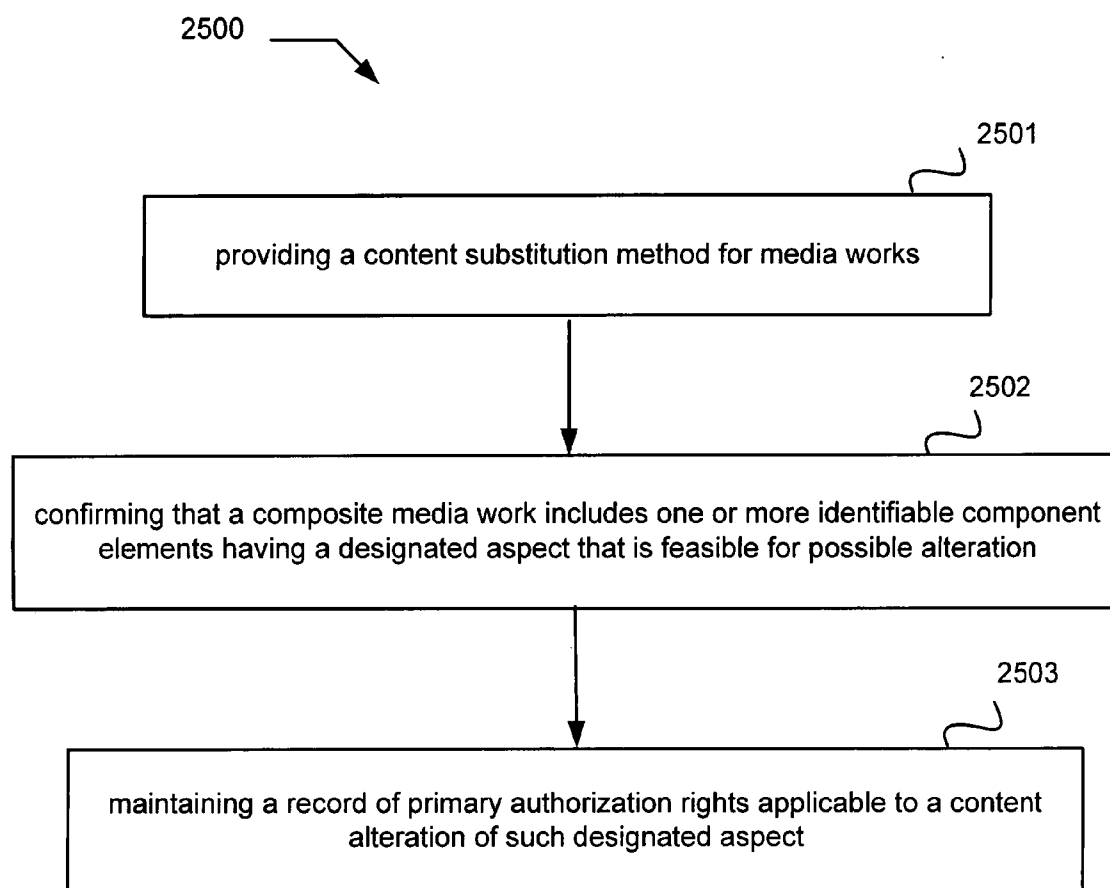 2500
2501
providing a content substitution method for media works
2502
confirming that a composite media work includes one or more identifiable component
elements having a designated aspect that is feasible for possible alteration
2503
maintaining a record of primary authorization rights applicable to a content
alteration of such designated aspect